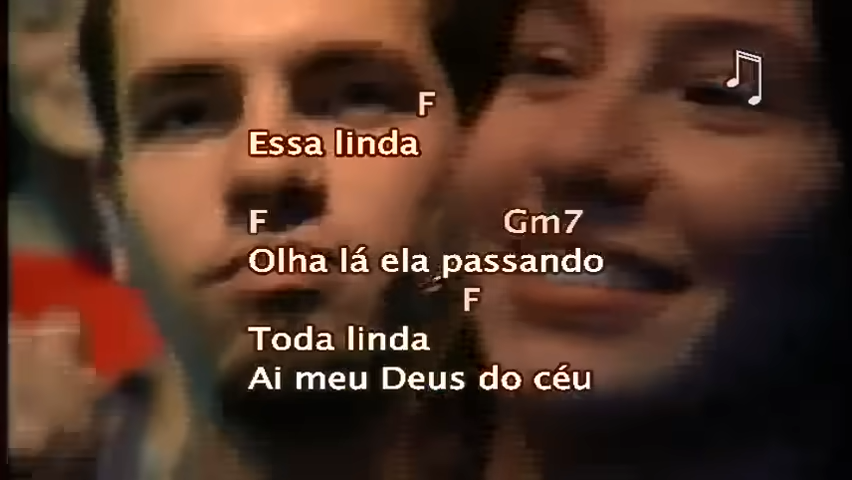 F
Essa linda
F Gm7
Olha lá ela passando
F
Toda linda
Ai meu Deus do céu